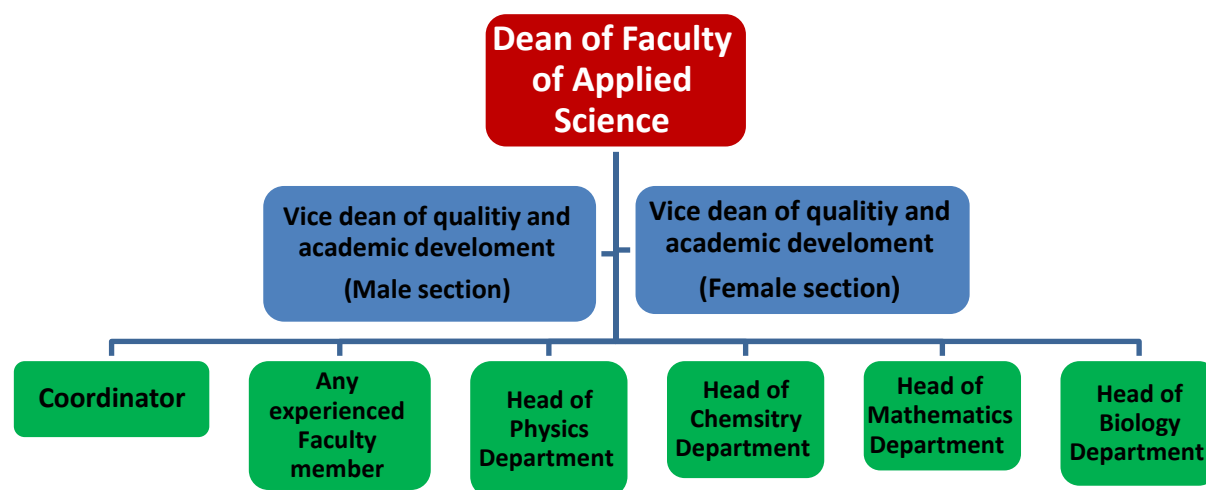 Dean of Faculty
of Applied
Science
Vice dean of qualitiy and
academic develoment
(Male section)
Vice dean of qualitiy and
academic develoment
(Female section)
Coordinator
Any
experienced
Faculty
member
Head of
Physics
Department
Head of
Chemsitry
Department
Head of
Mathematics
Department
Head of
Biology
Department